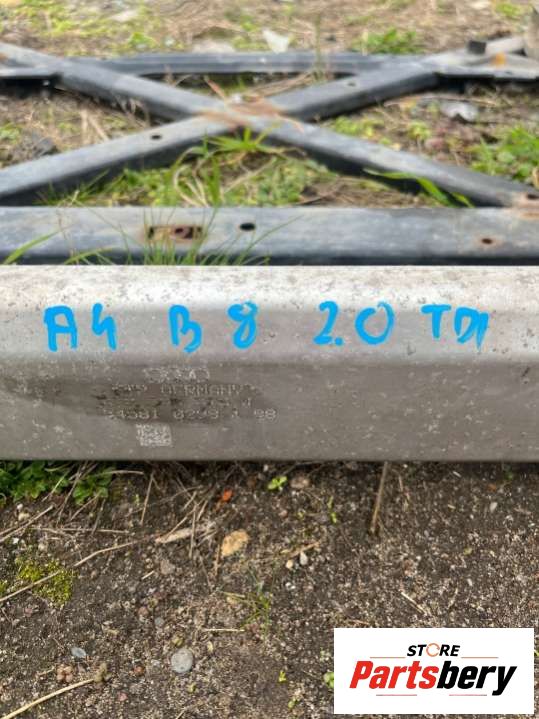 A4 B8 2.0 TDI
GERMANY
STORE
Partsbery